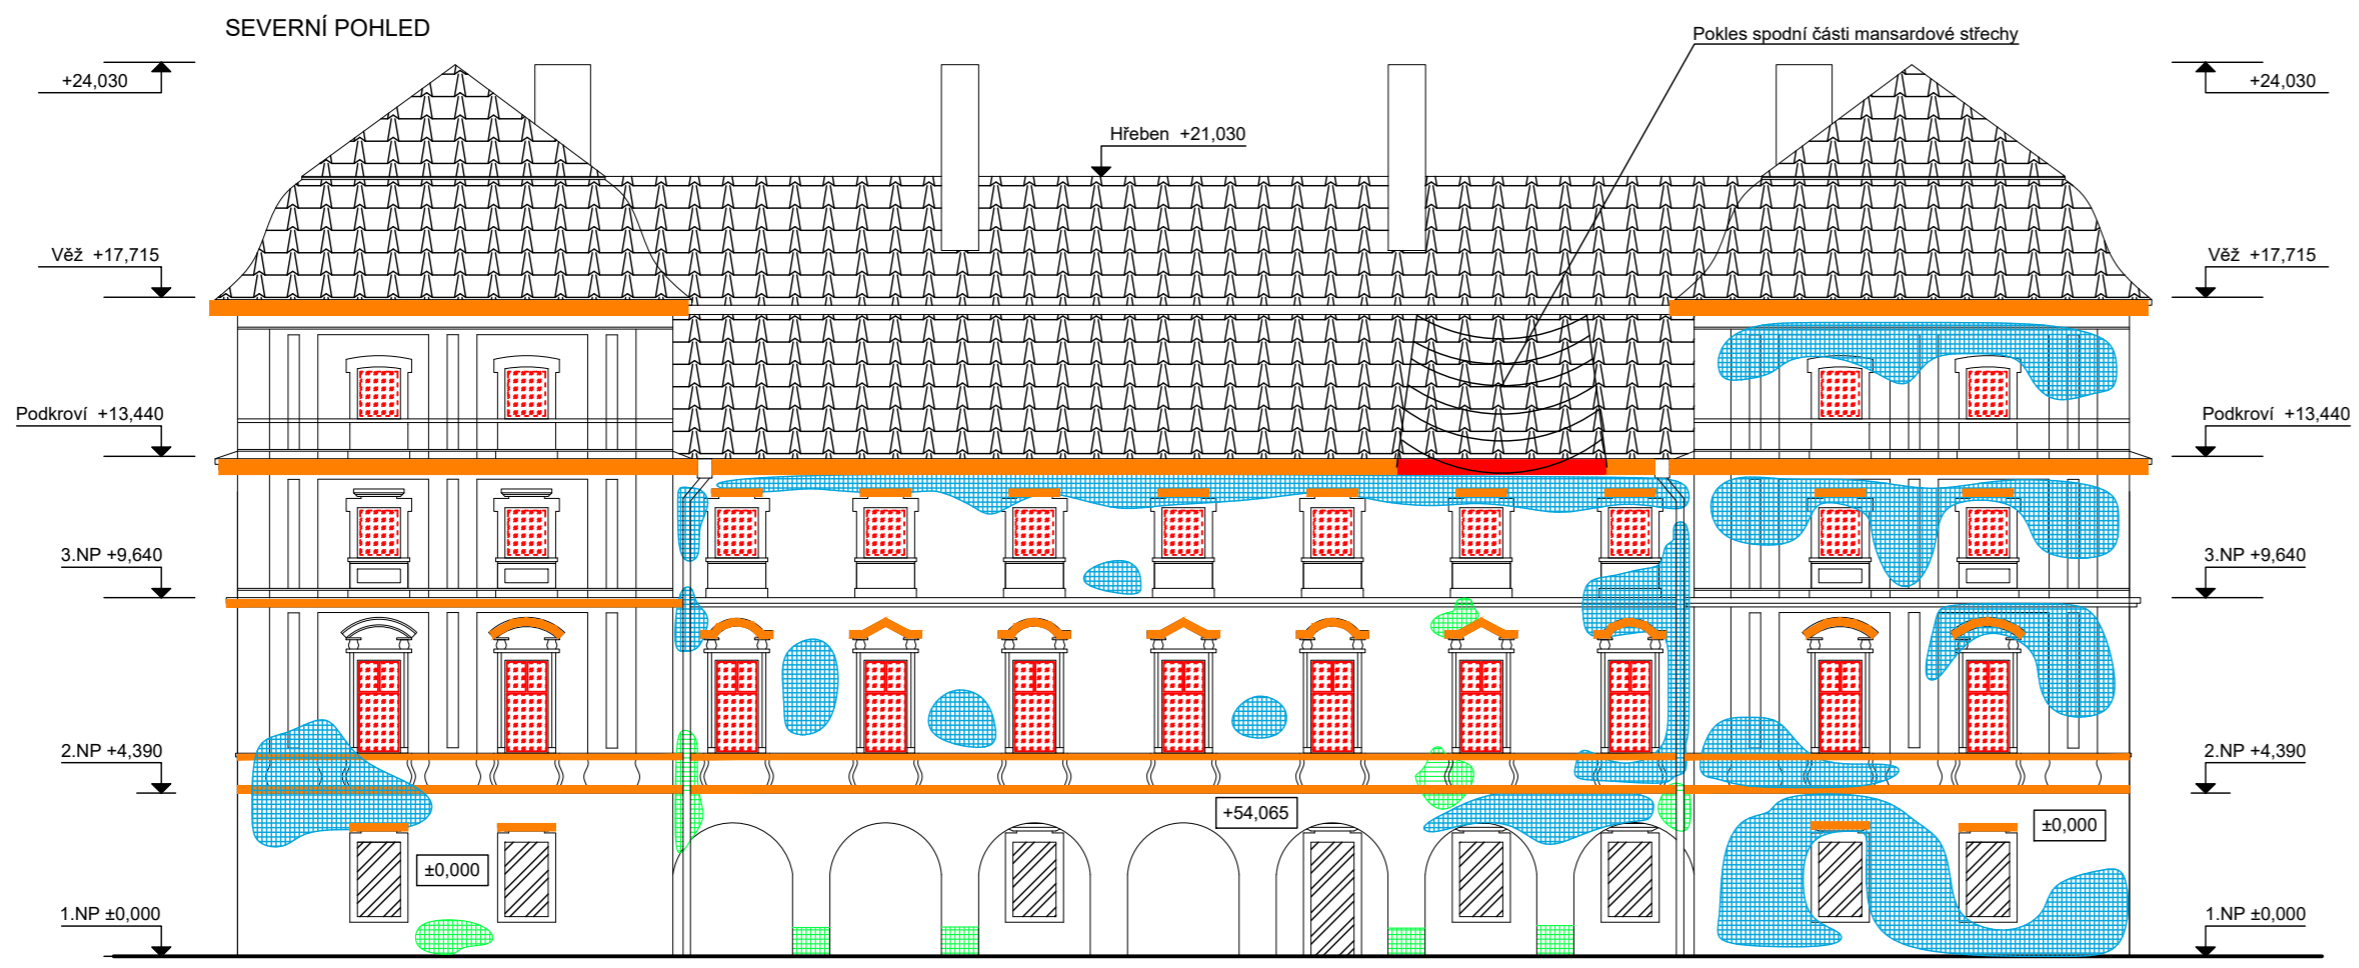 SEVERNÍ POHLED
Pokles spodní části mansardové střechy
+24,030
+24,030
Hřeben +21,030
Věž +17,715
Věž +17,715
Podkroví +13,440
Podkroví +13,440
3.NP +9,640
3.NP +9,640
2.NP +4,390
2.NP +4,390
+54,065
±0,000
±0,000
1.NP ±0,000
1.NP ±0,000